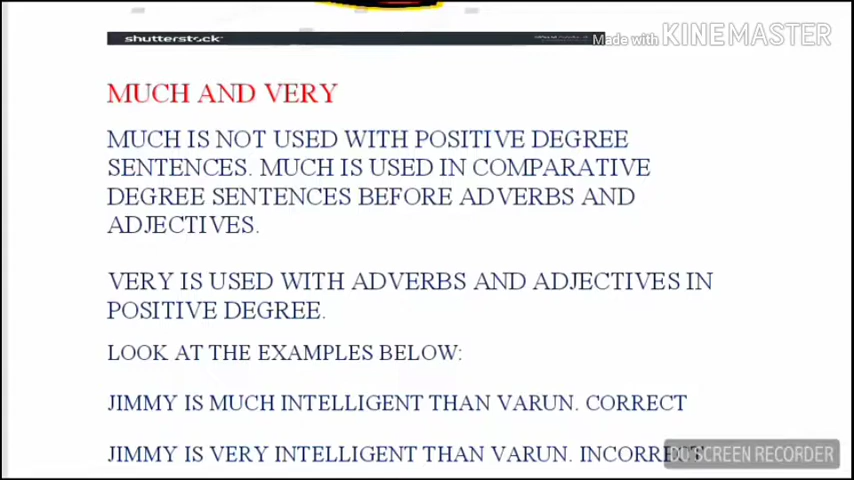 shutterstock
Made with KINEMASTER
MUCH AND VERY
MUCH IS NOT USED WITH POSITIVE DEGREE
SENTENCES. MUCH IS USED IN COMPARATIVE
DEGREE SENTENCES BEFORE ADVERBS AND
ADJECTIVES.
VERY IS USED WITH ADVERBS AND ADJECTIVES IN
POSITIVE DEGREE.
LOOK AT THE EXAMPLES BELOW:
JIMMY IS MUCH INTELLIGENT THAN VARUN. CORRECT
JIMMY IS VERY INTELLIGENT THAN VARUN. INCORRECT
DU SCREEN RECORDER